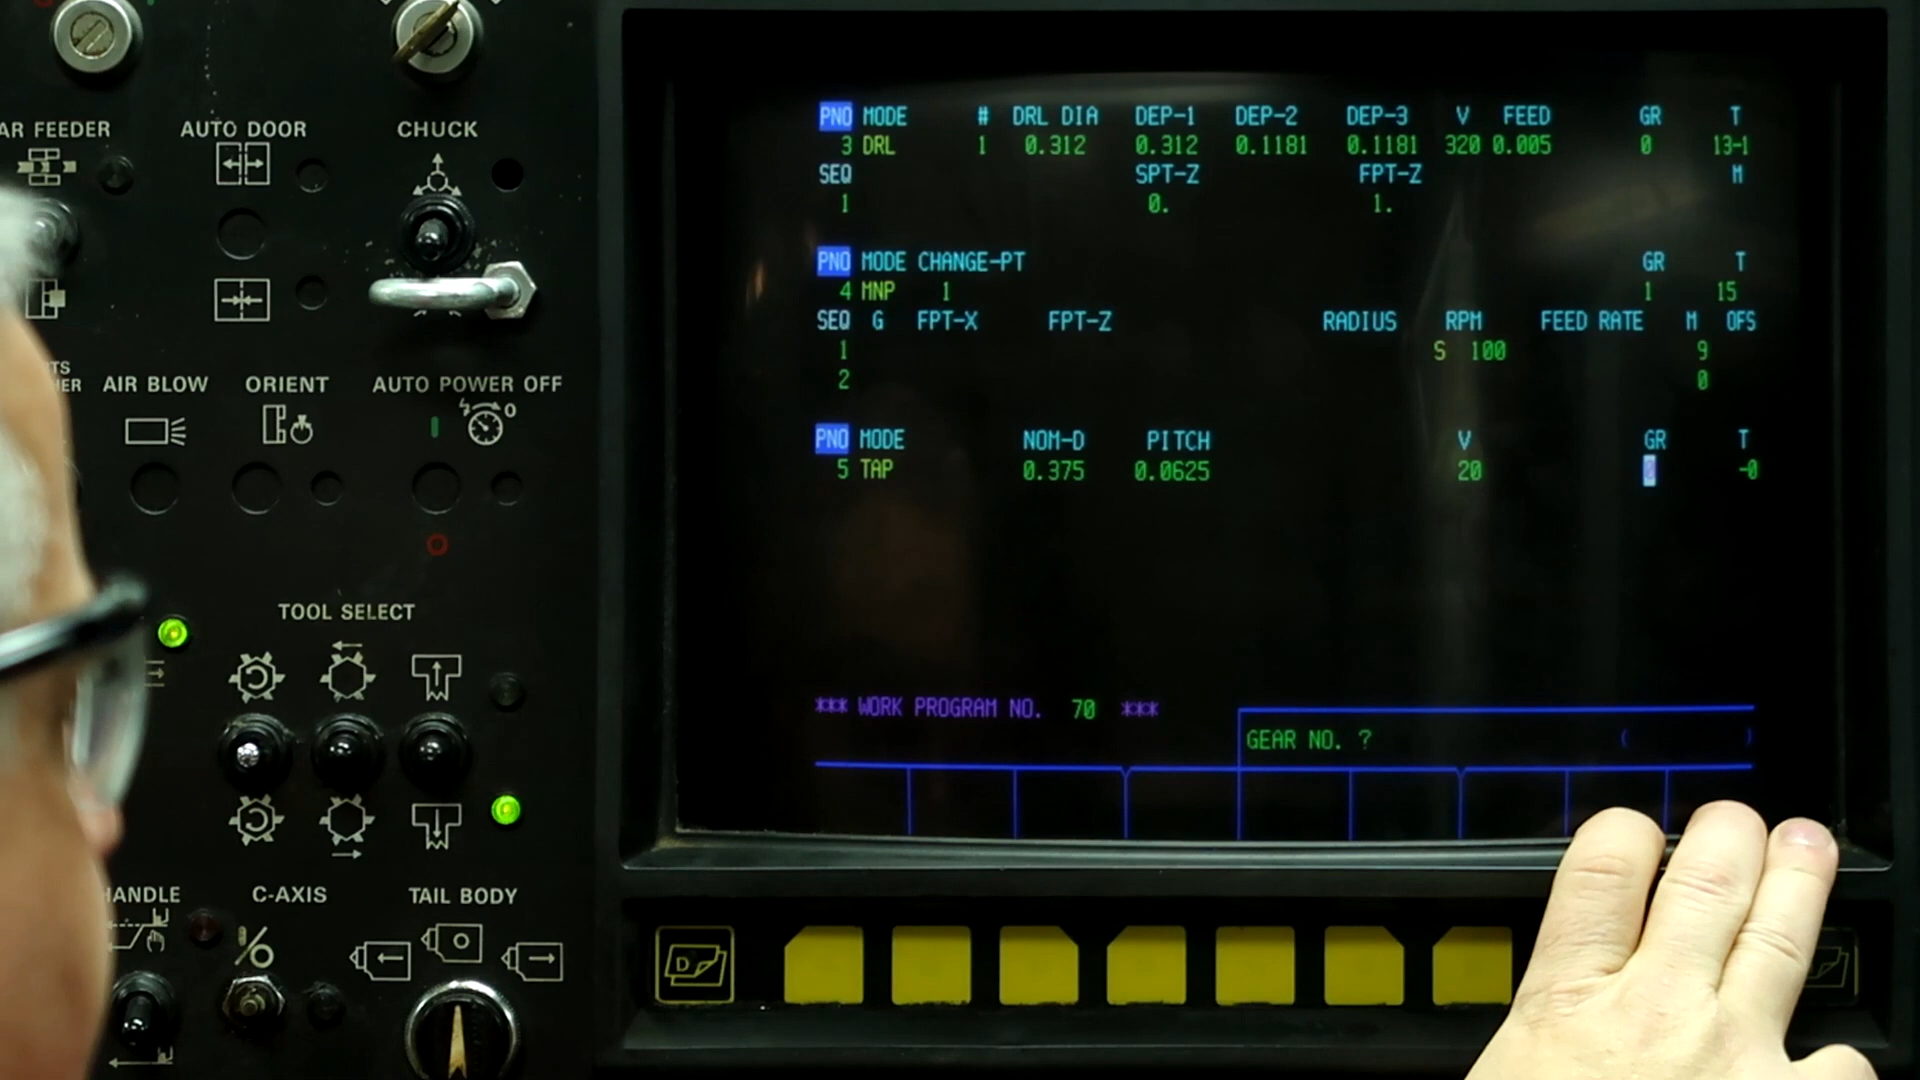 AR FEEDER AUTO DOOR CHUCK
AIR BLOW ORIENT AUTO POWER OFF
TOOL SELECT
HANDLE C-AXIS TAIL BODY
PNO MODE # DRL DIA DEP-1 DEP-2 DEP-3 V FEED GR T
3 DRL 1 0.312 0.312 0.1181 0.1181 320 0.005 0 13-1
SEQ SPT-Z FPT-Z M
1 0. 1.
PNO MODE CHANGE-PT GR T
4 MNP 1 1 15
SEQ G FPT-X FPT-Z RADIUS RPM FEED RATE M OFS
1 S 100 9
2 0
PNO MODE NOM-D PITCH V GR T
5 TAP 0.375 0.0625 20 0 -0
*** WORK PROGRAM NO. 70 ***
GEAR NO. ? ( )
D